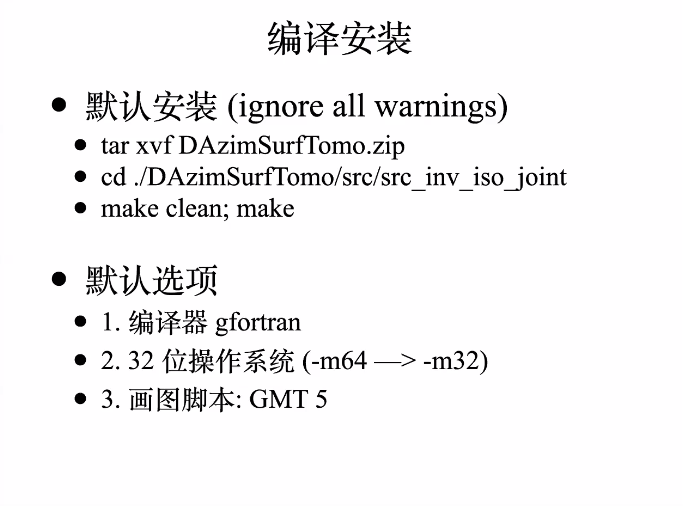 编译安装
• 默认安装 (ignore all warnings)
• tar xvf DAzimSurfTomo.zip
• cd ./DAzimSurfTomo/src/src_inv_iso_joint
• make clean; make
• 默认选项
• 1. 编译器 gfortran
• 2. 32 位操作系统 (-m64 —> -m32)
• 3. 画图脚本: GMT 5